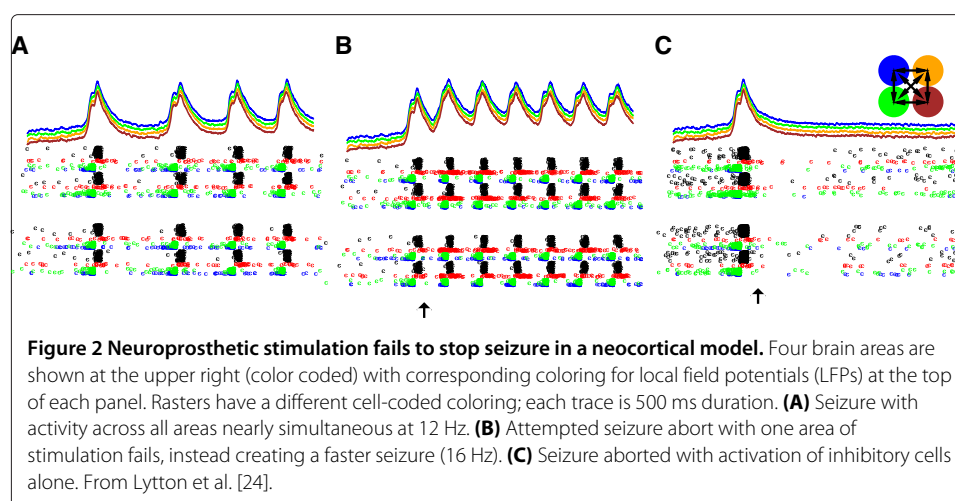 A
B
C
Figure 2 Neuroprosthetic stimulation fails to stop seizure in a neocortical model. Four brain areas are
shown at the upper right (color coded) with corresponding coloring for local field potentials (LFPs) at the top
of each panel. Rasters have a different cell-coded coloring; each trace is 500 ms duration. (A) Seizure with
activity across all areas nearly simultaneous at 12 Hz. (B) Attempted seizure abort with one area of
stimulation fails, instead creating a faster seizure (16 Hz). (C) Seizure aborted with activation of inhibitory cells
alone. From Lytton et al. [24].